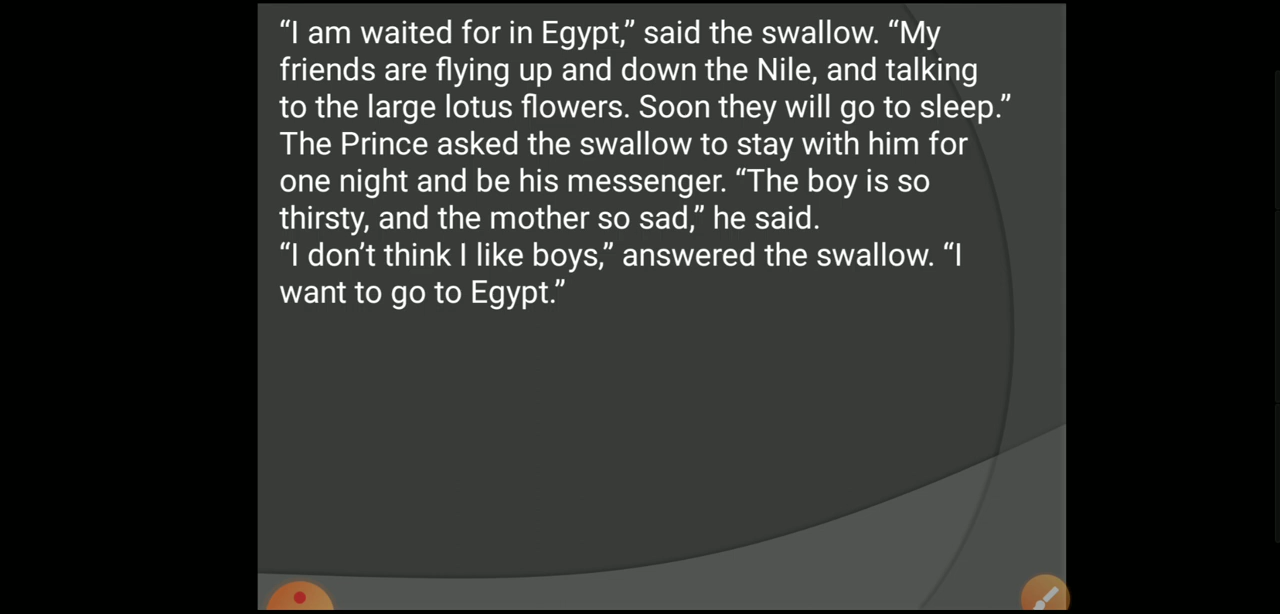 “I am waited for in Egypt,” said the swallow. “My
friends are flying up and down the Nile, and talking
to the large lotus flowers. Soon they will go to sleep.”
The Prince asked the swallow to stay with him for
one night and be his messenger. “The boy is so
thirsty, and the mother so sad,” he said.
“I don’t think I like boys,” answered the swallow. “I
want to go to Egypt.”